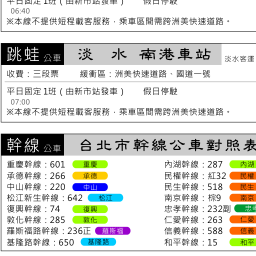 平日固定1班（由新市站發車）　假日停駛
06:40
※本線不提供短程載客服務，乘車區間需跨洲美快速道路。
跳蛙公車 淡 水-南港車站 淡水客運
收費：三段票　緩衝區：洲美快速道路、國道一號
平日固定1班（由新市站發車）　假日停駛
07:00
※本線不提供短程載客服務，乘車區間需跨洲美快速道路。
幹線公車 台北市幹線公車對照表
重慶幹線：601 重慶 內湖幹線：287 內湖
承德幹線：266 承德 民權幹線：紅32 民權
中山幹線：220 中山 民生幹線：518 民生
松江新生幹線：642 松江 南京幹線：棕9 南京
復興幹線：74 復興 忠孝幹線：232副 忠孝
敦化幹線：285 敦化 仁愛幹線：263 仁愛
羅斯福路幹線：236正 羅斯福 信義幹線：588 信義
基隆路幹線：650 基隆路 和平幹線：15 和平